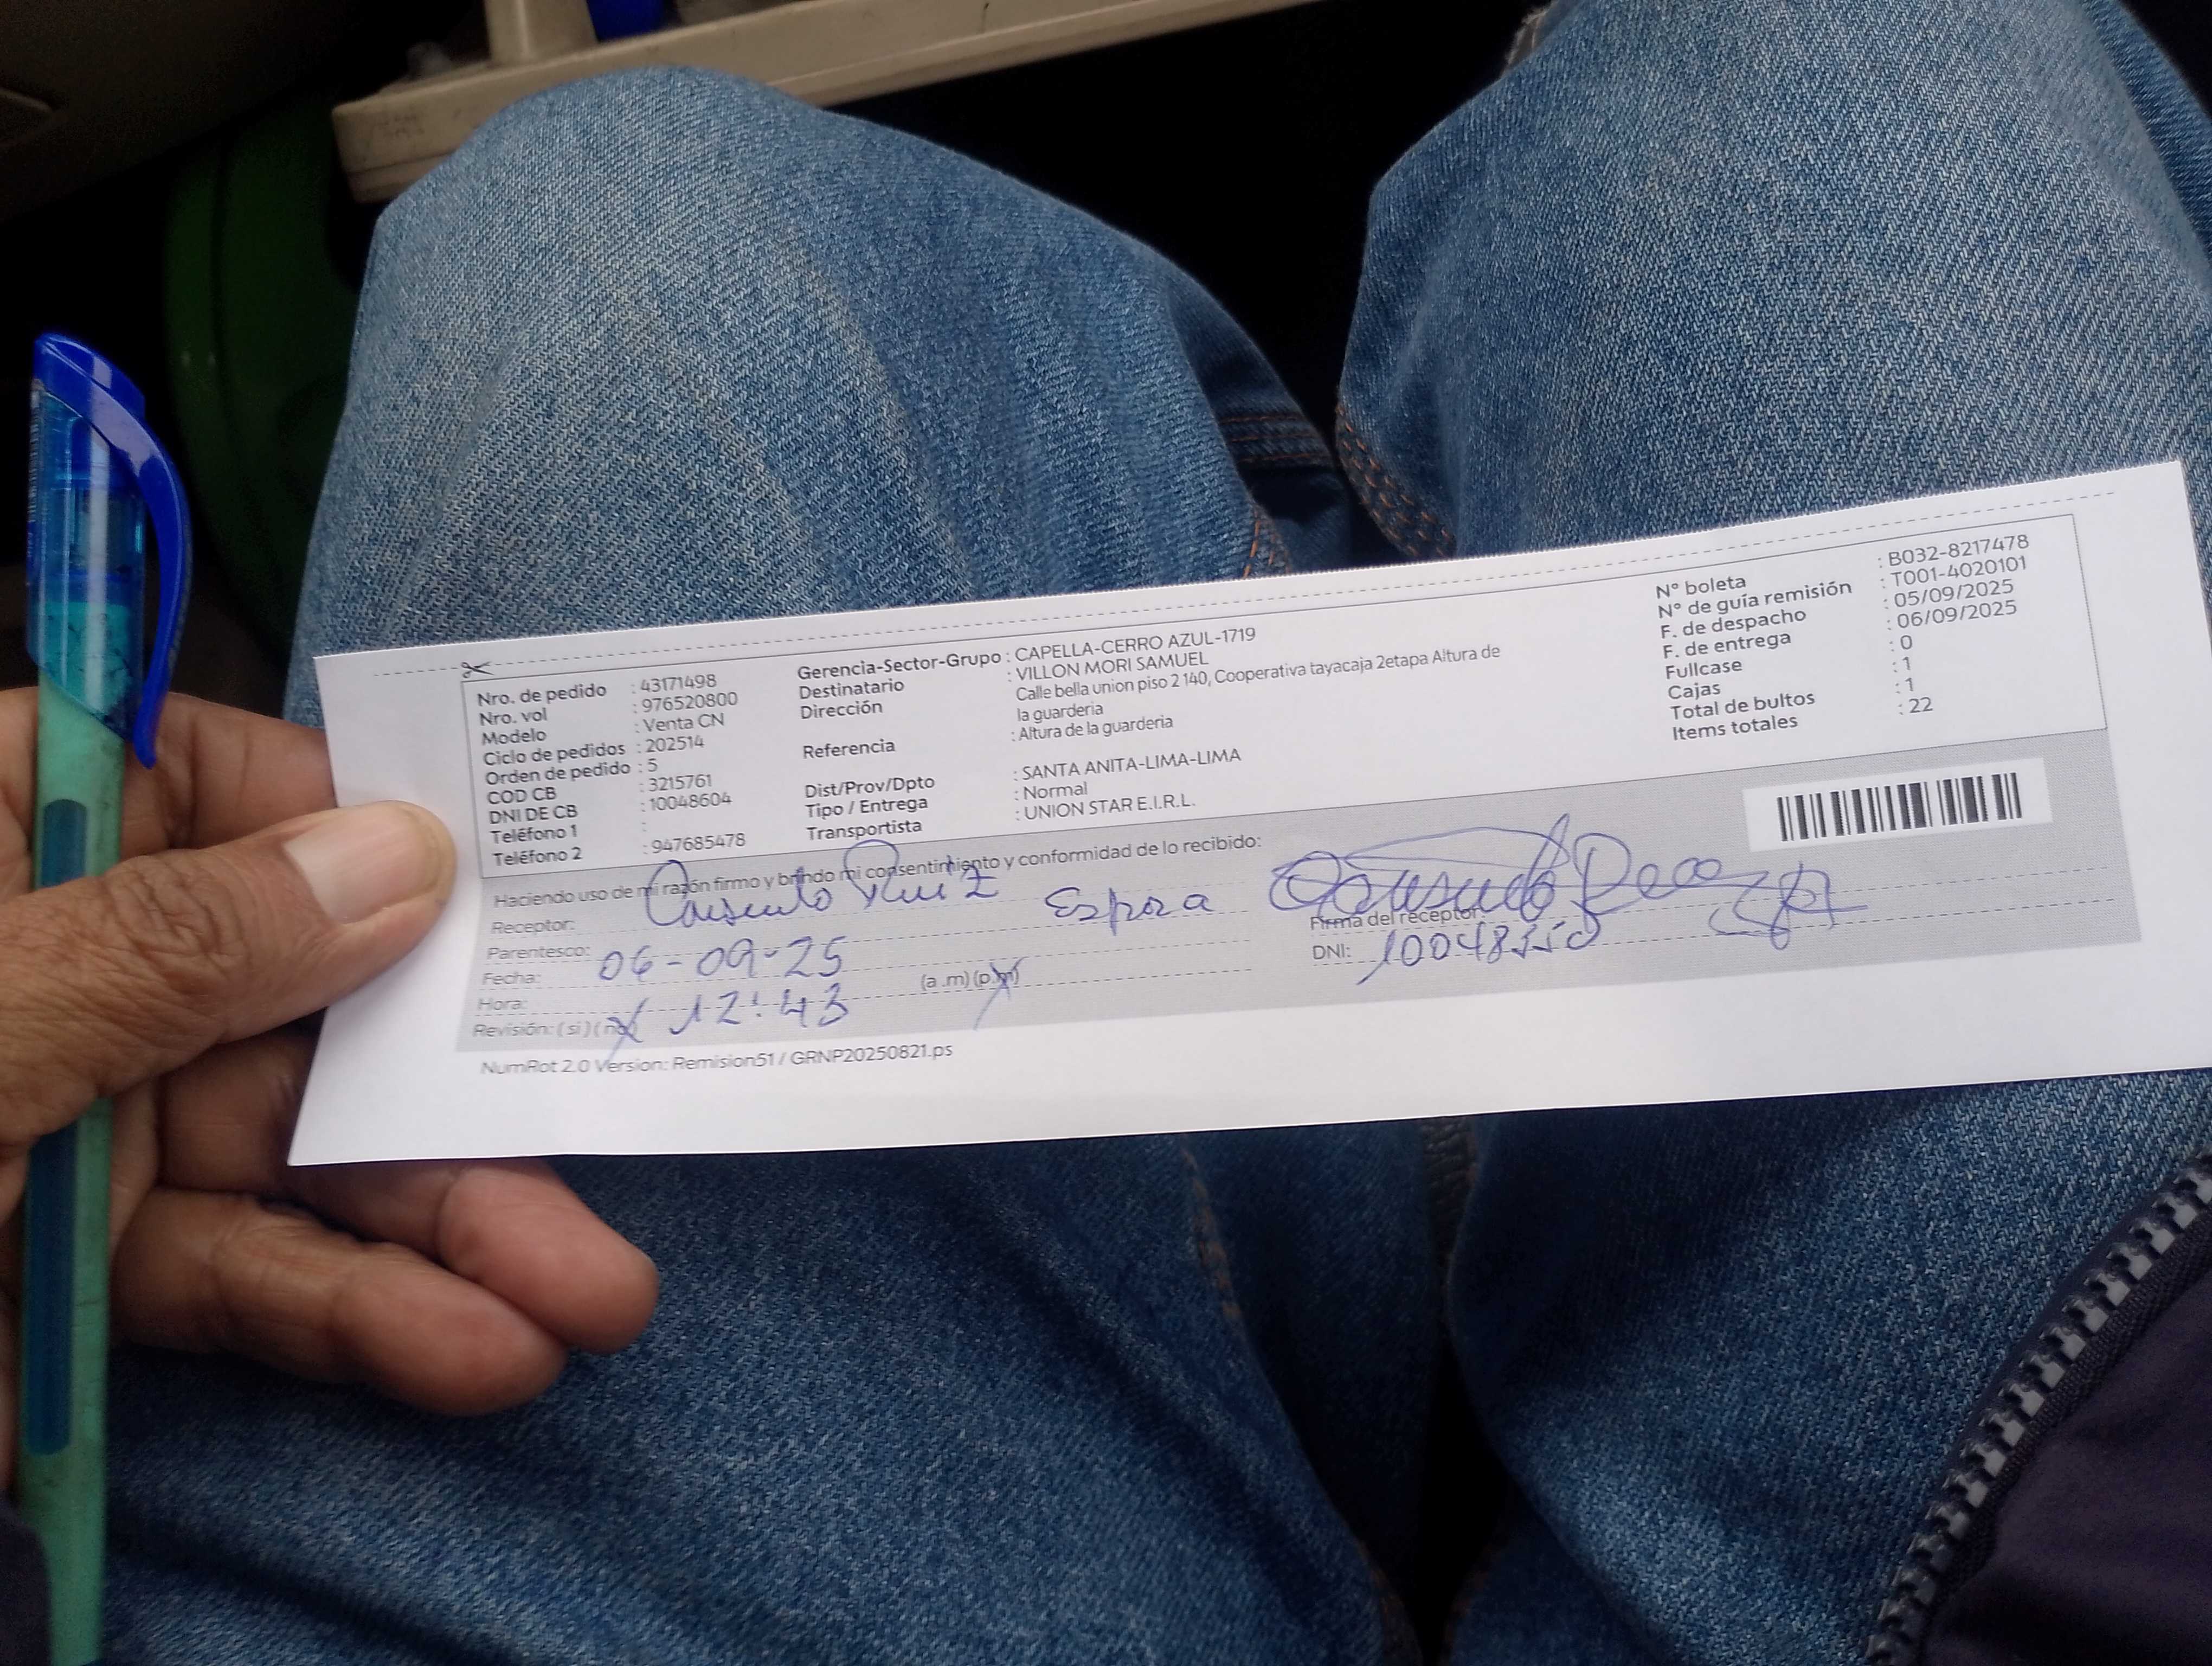 Nro. de pedido : 43171498
Nro. vol : 976520800
Modelo : Venta CN
Ciclo de pedidos : 202514
Orden de pedido : 5
COD CB : 3215761
DNI DE CB : 10048604
Teléfono 1 :
Teléfono 2 : 947685478
Gerencia-Sector-Grupo : CAPELLA-CERRO AZUL-1719
Destinatario : VILLON MORI SAMUEL
Dirección Calle bella union piso 2 140, Cooperativa tayacaja 2etapa Altura de
la guarderia
Referencia : Altura de la guarderia
Dist/Prov/Dpto : SANTA ANITA-LIMA-LIMA
Tipo / Entrega : Normal
Transportista : UNION STAR E.I.R.L.
N° boleta : B032-8217478
N° de guía remisión : T001-4020101
F. de despacho : 05/09/2025
F. de entrega : 06/09/2025
Fullcase : 0
Cajas : 1
Total de bultos : 1
Items totales : 22
Haciendo uso de mi razón firmo y brindo mi consentimiento y conformidad de lo recibido:
Receptor: Consuelo Ruiz Espoza
Parentesco:
Fecha: 06-09-25
Hora: 12:43 (a .m) (p.m)
Revisión: ( si ) ( no)
Firma del receptor:
DNI: 10048550
NumRot 2.0 Version: Remision51 / GRNP20250821.ps